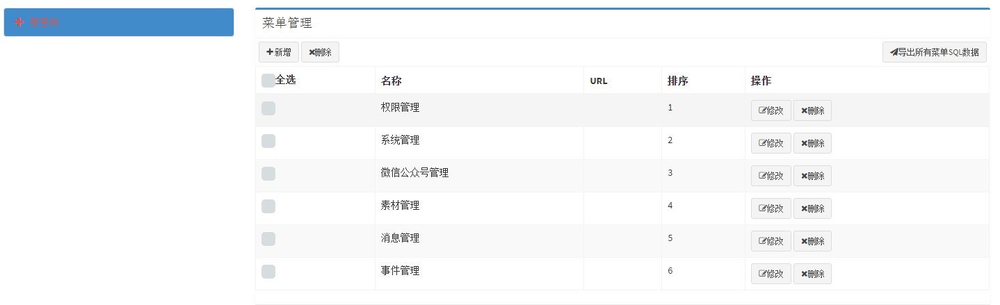 菜单管理
新增 删除 导出所有菜单SQL数据
全选 名称 URL 排序 操作
权限管理 1 修改 删除
系统管理 2 修改 删除
微信公众号管理 3 修改 删除
素材管理 4 修改 删除
消息管理 5 修改 删除
事件管理 6 修改 删除